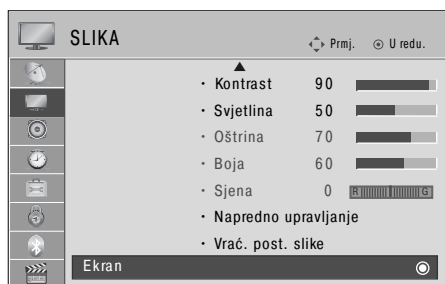 SLIKA Prmj. U redu.
• Kontrast 90
• Svjetlina 50
• Oštrina 70
• Boja 60
• Sjena 0 R G
• Napredno upravljanje
• Vrać. post. slike
Ekran